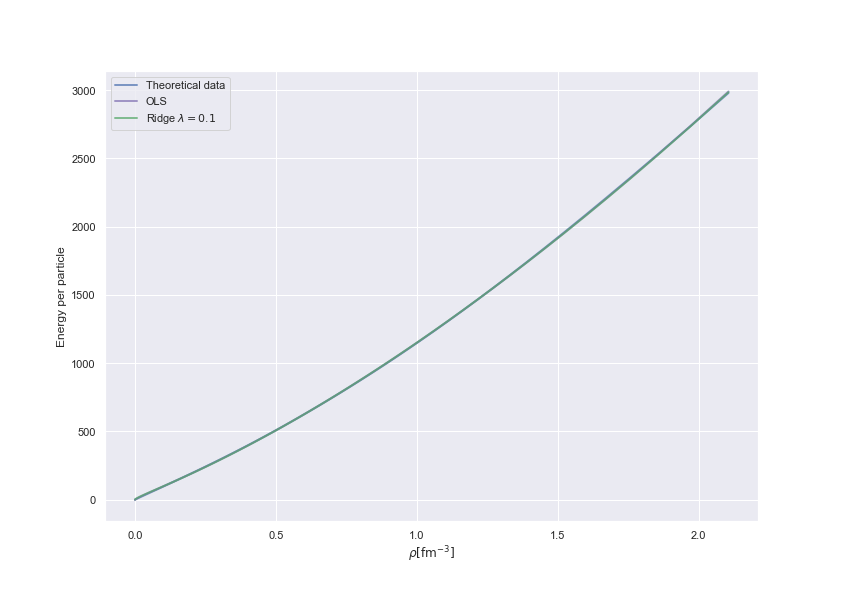 Theoretical data
OLS
Ridge λ = 0.1
3000
2500
2000
1500
1000
500
0
Energy per particle
0.0 0.5 1.0 1.5 2.0
ρ[fm⁻³]